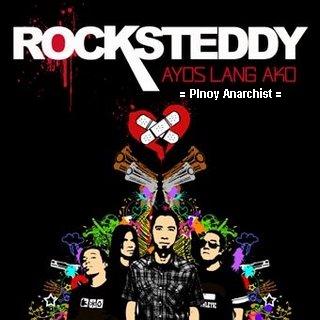 ROCKSTEDDY
AYOS LANG AKO
= PInoy Anarchist =